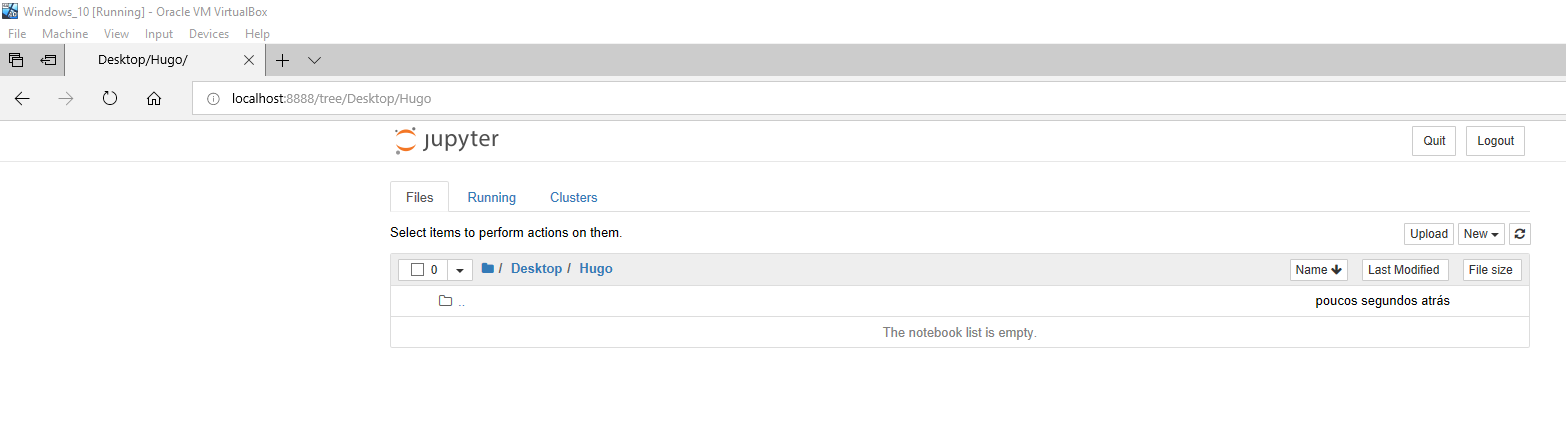 Windows_10 [Running] - Oracle VM VirtualBox
File Machine View Input Devices Help
Desktop/Hugo/
localhost:8888/tree/Desktop/Hugo
jupyter
Quit Logout
Files Running Clusters
Select items to perform actions on them.
Upload New
0 / Desktop / Hugo Name Last Modified File size
.. poucos segundos atrás
The notebook list is empty.